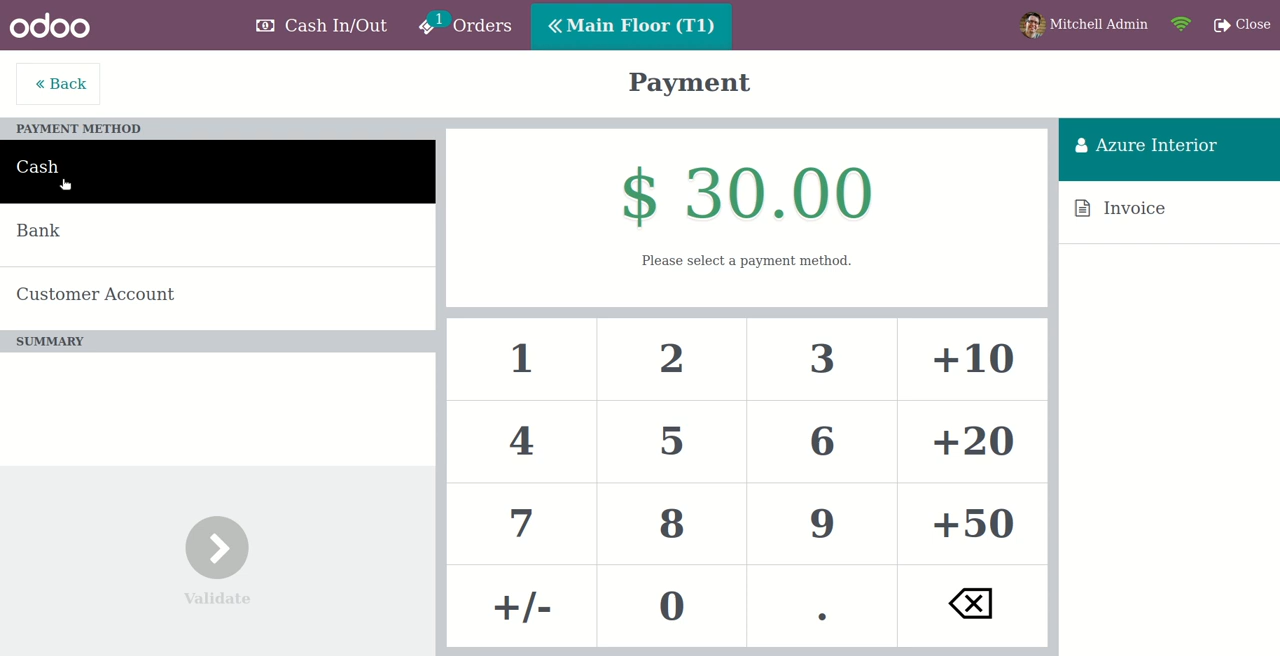 odoo
Cash In/Out
1
Orders
Main Floor (T1)
Mitchell Admin
Close
Back
Payment
PAYMENT METHOD
Cash
Bank
Customer Account
SUMMARY
Validate
$ 30.00
Please select a payment method.
1 2 3 +10
4 5 6 +20
7 8 9 +50
+/- 0 .
Azure Interior
Invoice